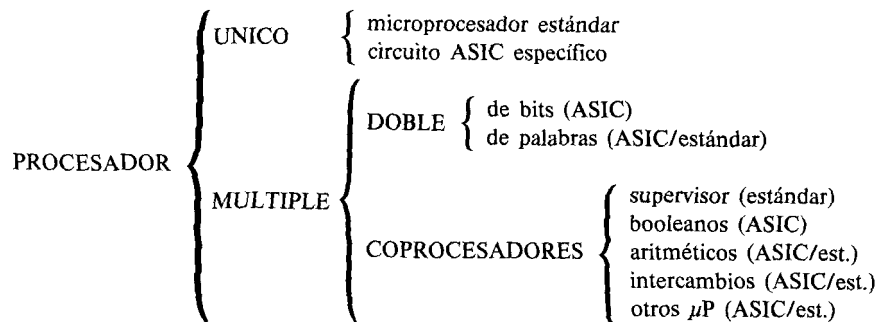 UNICO
microprocesador estándar
circuito ASIC específico
DOBLE
de bits (ASIC)
de palabras (ASIC/estándar)
PROCESADOR
MULTIPLE
COPROCESADORES
supervisor (estándar)
booleanos (ASIC)
aritméticos (ASIC/est.)
intercambios (ASIC/est.)
otros μP (ASIC/est.)